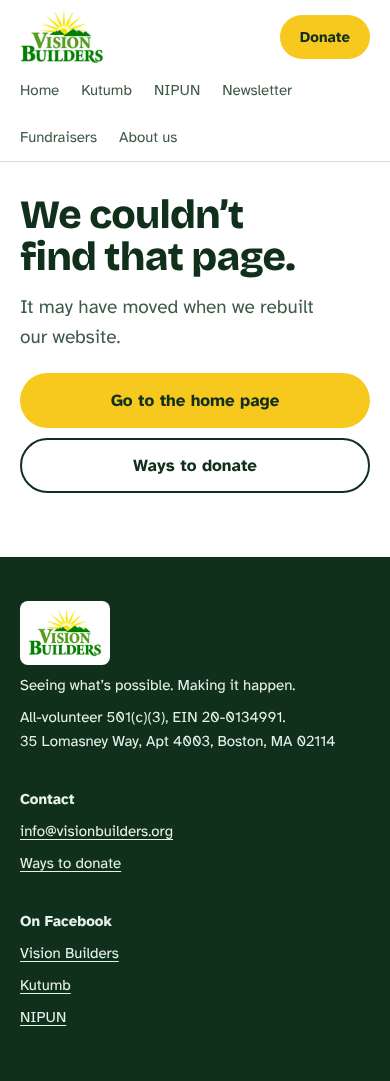 VISION
BUILDERS
Donate
Home Kutumb NIPUN Newsletter
Fundraisers About us
We couldn’t
find that page.
It may have moved when we rebuilt
our website.
Go to the home page
Ways to donate
VISION
BUILDERS
Seeing what’s possible. Making it happen.
All-volunteer 501(c)(3), EIN 20-0134991.
35 Lomasney Way, Apt 4003, Boston, MA 02114
Contact
info@visionbuilders.org
Ways to donate
On Facebook
Vision Builders
Kutumb
NIPUN